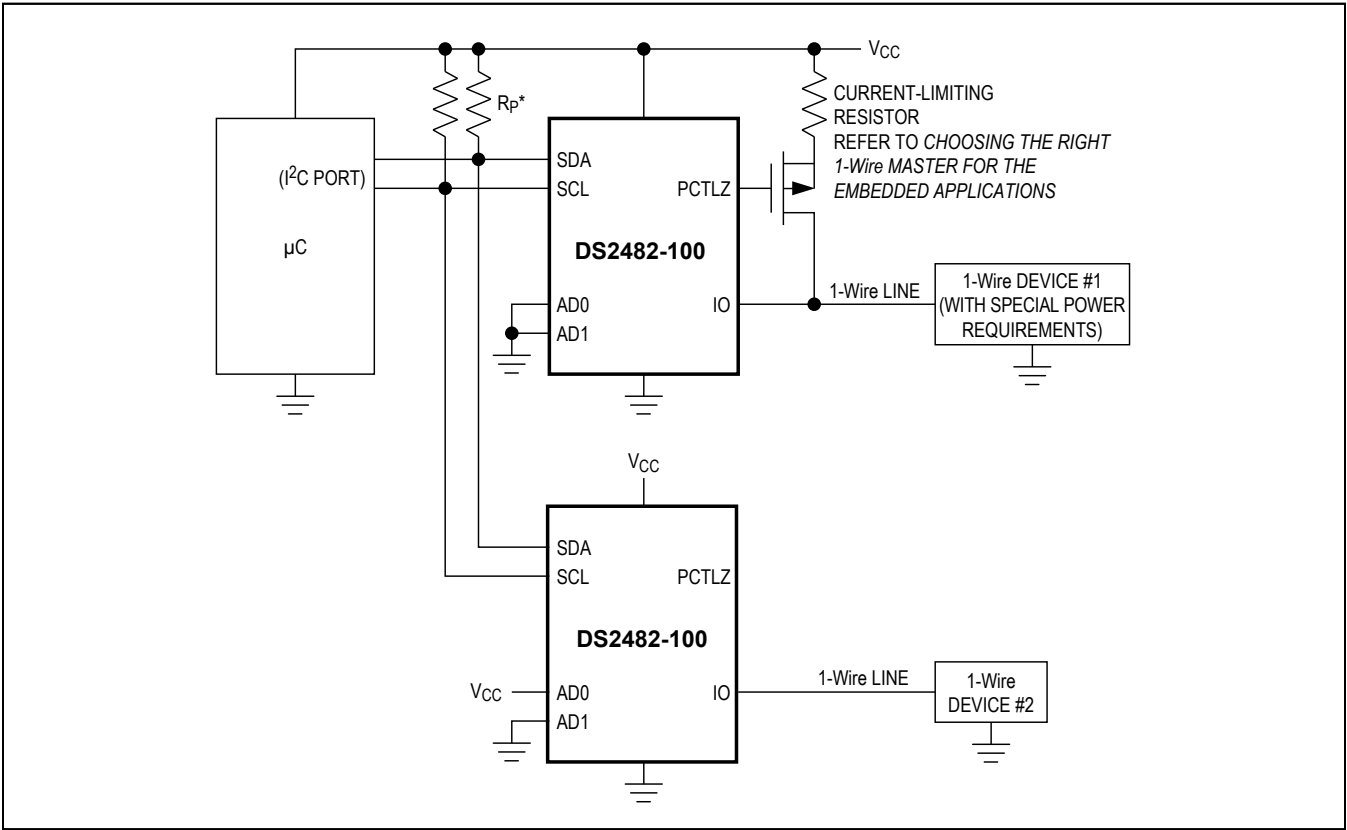 VCC
RP*
CURRENT-LIMITING
RESISTOR
REFER TO CHOOSING THE RIGHT
1-Wire MASTER FOR THE
EMBEDDED APPLICATIONS
(I2C PORT)
µC
SDA
SCL
PCTLZ
DS2482-100
AD0
AD1
IO
1-Wire LINE
1-Wire DEVICE #1
(WITH SPECIAL POWER
REQUIREMENTS)
VCC
SDA
SCL
PCTLZ
DS2482-100
VCC
AD0
AD1
IO
1-Wire LINE
1-Wire
DEVICE #2